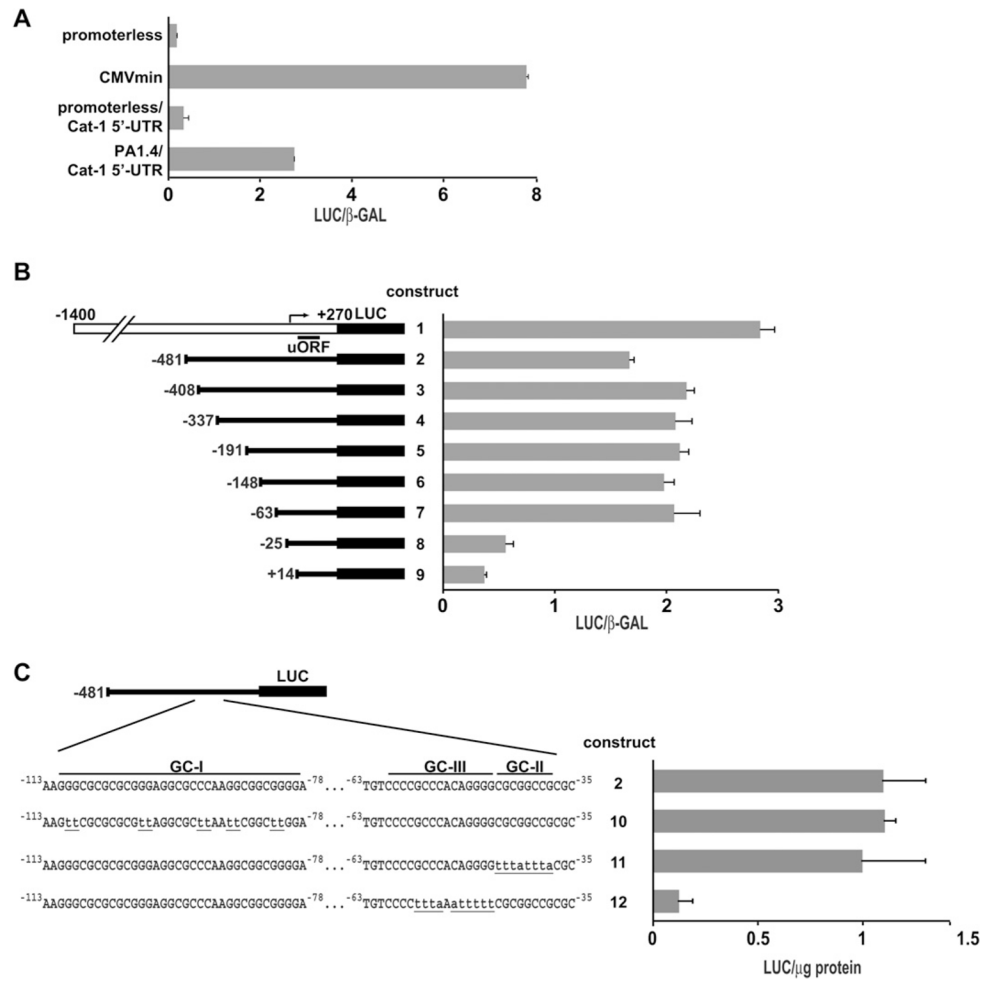 A
promoterless
CMVmin
promoterless/
Cat-1 5'-UTR
PA1.4/
Cat-1 5'-UTR
0 2 4 6 8
LUC/β-GAL
B
construct
-1400 +270 LUC 1
uORF
-481 2
-408 3
-337 4
-191 5
-148 6
-63 7
-25 8
+14 9
0 1 2 3
LUC/β-GAL
C
LUC
-481
construct
GC-I GC-III GC-II
-113AAGGGCGCGCGCGGGAGGCGCCCAAGGCGGCGGGGA-78 ...-63TGTCCCCGCCCACAGGGGCGCGGCCGCGC-35 2
-113AAGttCGCGCGCGttAGGCGCttAAttCGGCttGGA-78 ...-63TGTCCCCGCCCACAGGGGCGCGGCCGCGC-35 10
-113AAGGGCGCGCGCGGGAGGCGCCCAAGGCGGCGGGGA-78 ...-63TGTCCCCGCCCACAGGGGtttatttaCGC-35 11
-113AAGGGCGCGCGCGGGAGGCGCCCAAGGCGGCGGGGA-78 ...-63TGTCCCCtttaAattttttCGCGGCCGCGC-35 12
0 0.5 1 1.5
LUC/μg protein